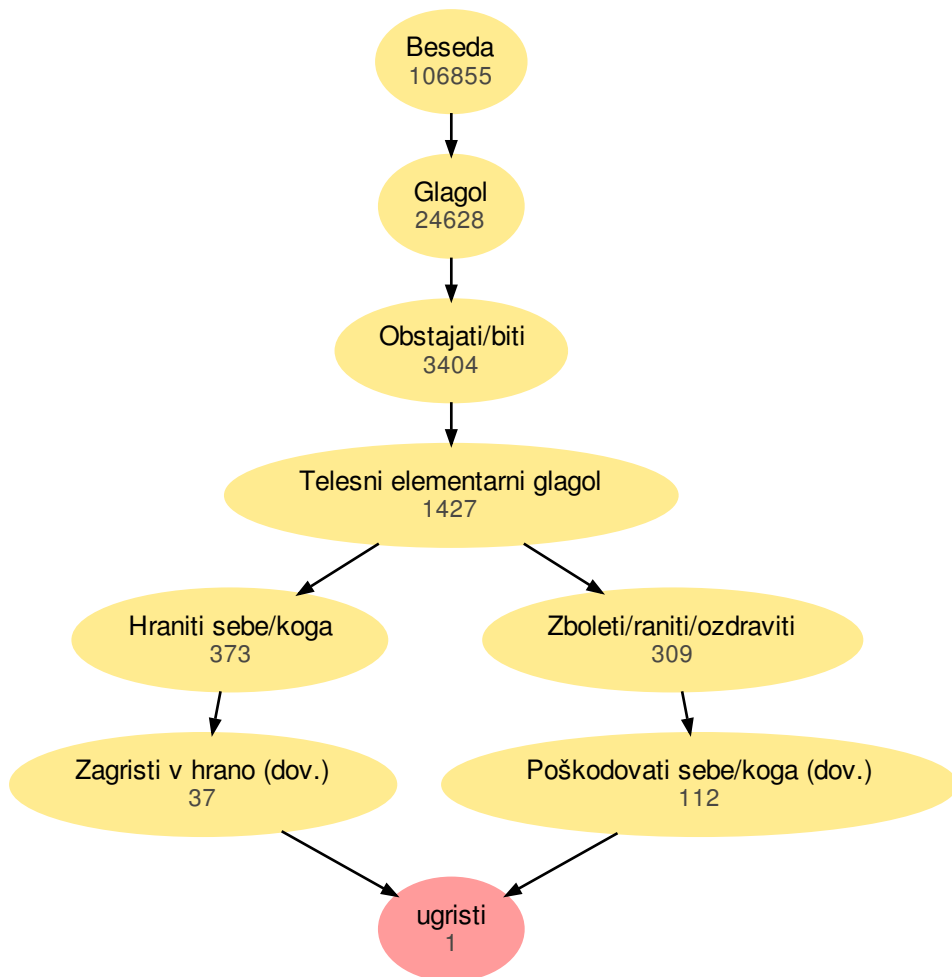 Beseda
106855
Glagol
24628
Obstajati/biti
3404
Telesni elementarni glagol
1427
Hraniti sebe/koga
373
Zboleti/raniti/ozdraviti
309
Zagristi v hrano (dov.)
37
Poškodovati sebe/koga (dov.)
112
ugristi
1